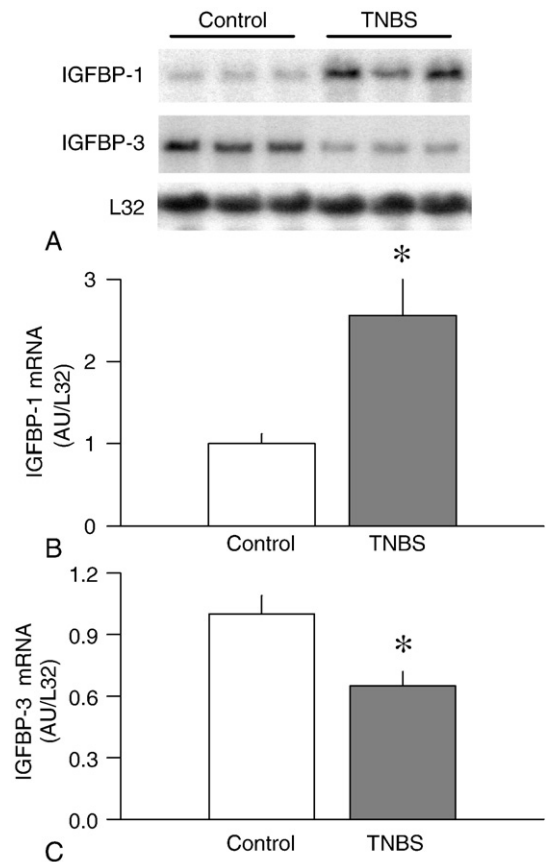 Control TNBS
IGFBP-1
IGFBP-3
L32
A
3
*
2
1
0
IGFBP-1 mRNA
(AU/L32)
Control TNBS
B
1.2
0.9
*
0.6
0.3
0.0
IGFBP-3 mRNA
(AU/L32)
Control TNBS
C